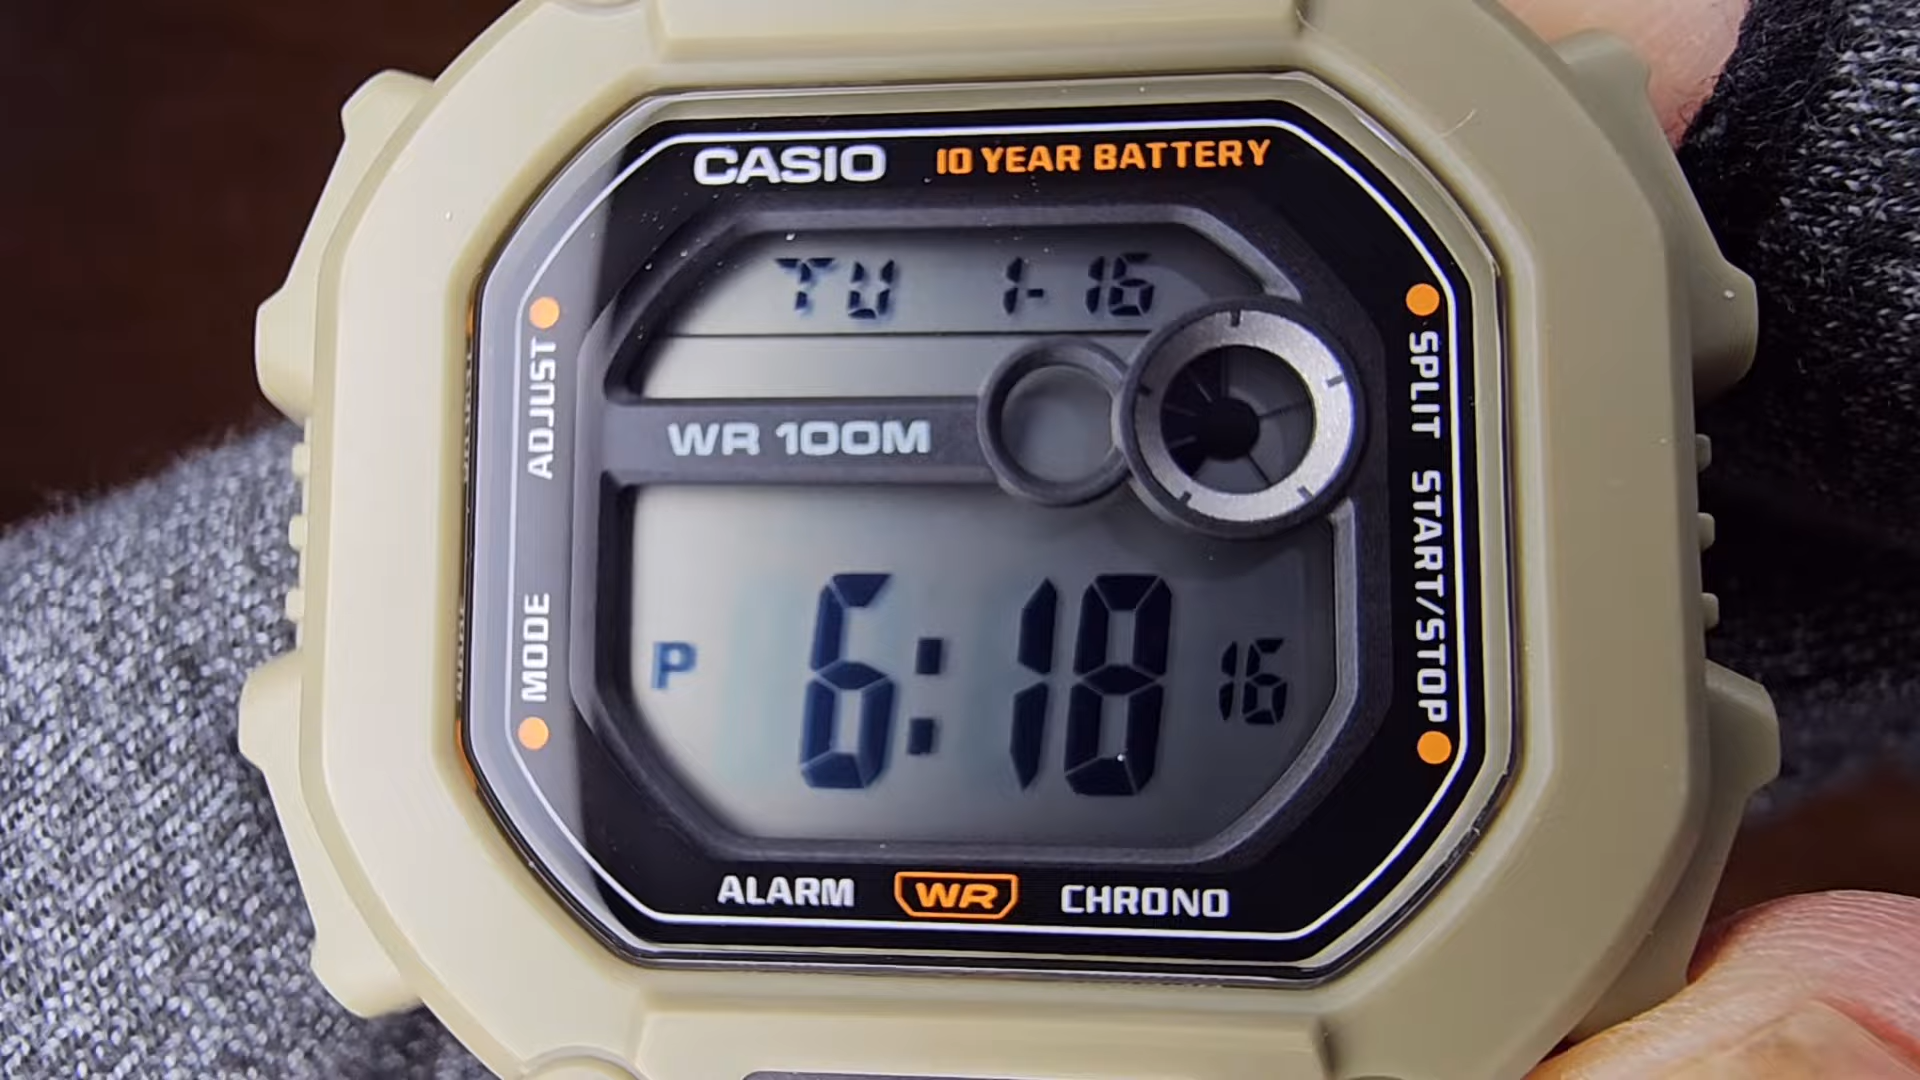 CASIO 10 YEAR BATTERY
TU 1-16
ADJUST
SPLIT START/STOP
WR 100M
MODE
P 6:18 16
ALARM WR CHRONO